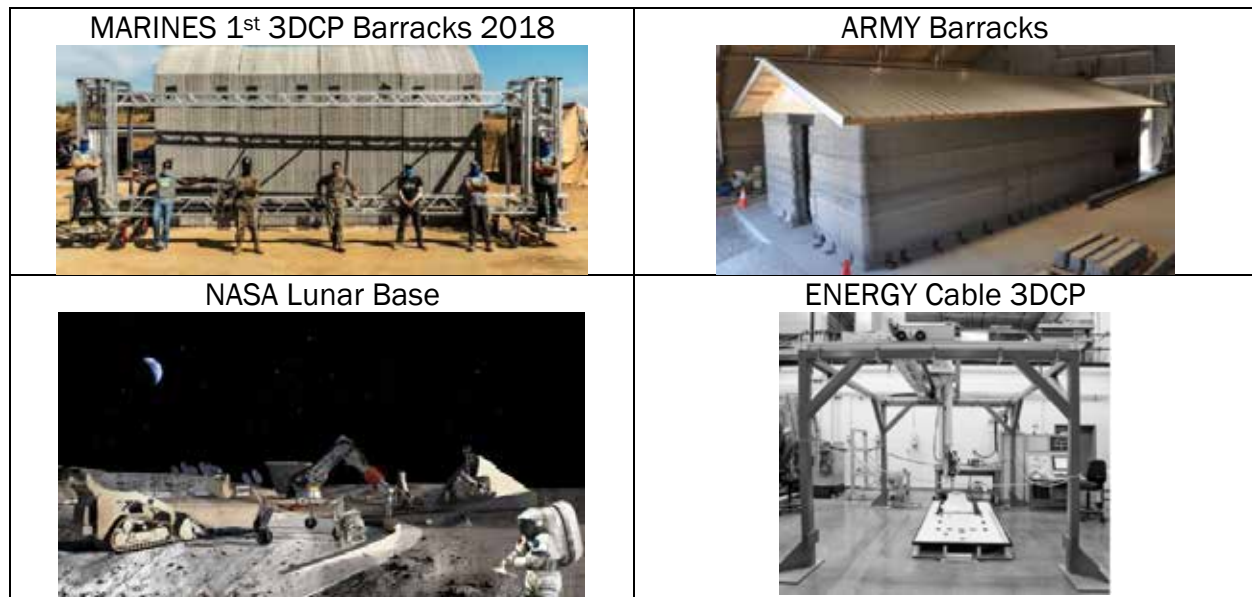 MARINES 1st 3DCP Barracks 2018
ARMY Barracks
NASA Lunar Base
ENERGY Cable 3DCP